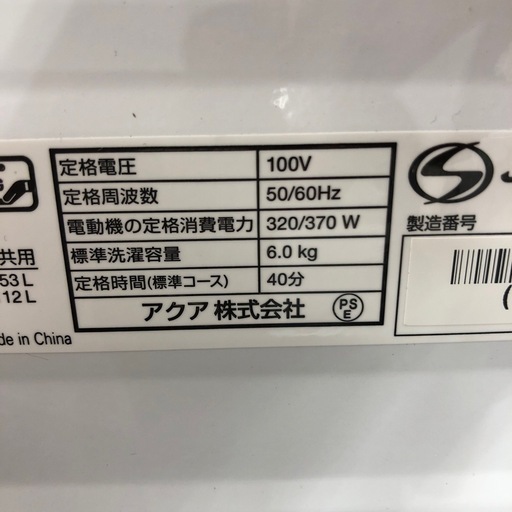 定格電圧 100V
定格周波数 50/60Hz
電動機の定格消費電力 320/370 W
標準洗濯容量 6.0 kg
定格時間(標準コース) 40分
アクア 株式会社 PSE
共用
53 L
12 L
de in China
製造番号